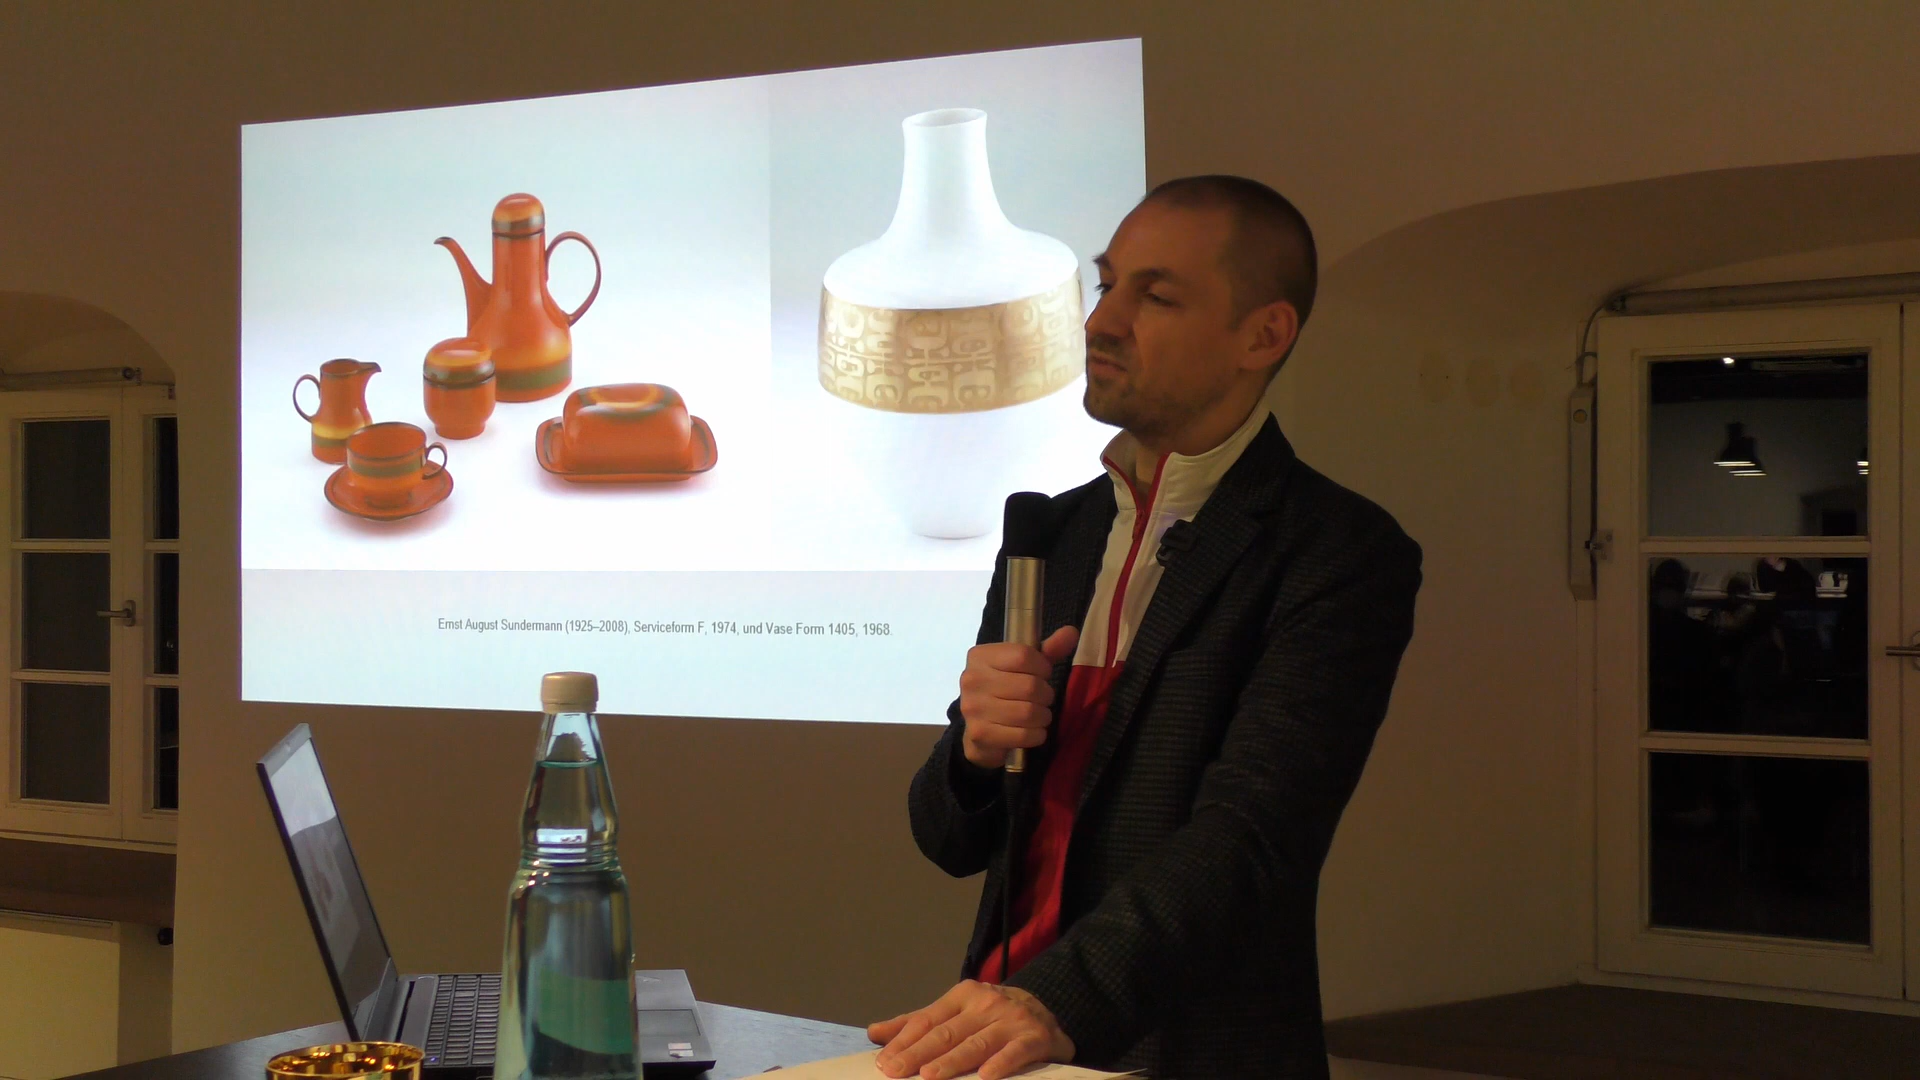 Ernst August Sundermann (1925–2008), Serviceform F, 1974, und Vase Form 1405, 1968.